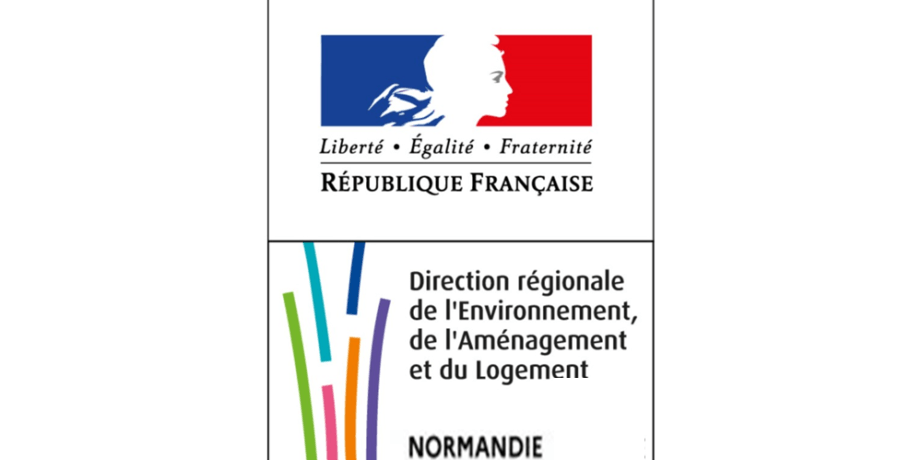 Liberté • Égalité • Fraternité
RÉPUBLIQUE FRANÇAISE
Direction régionale
de l'Environnement,
de l'Aménagement
et du Logement
NORMANDIE